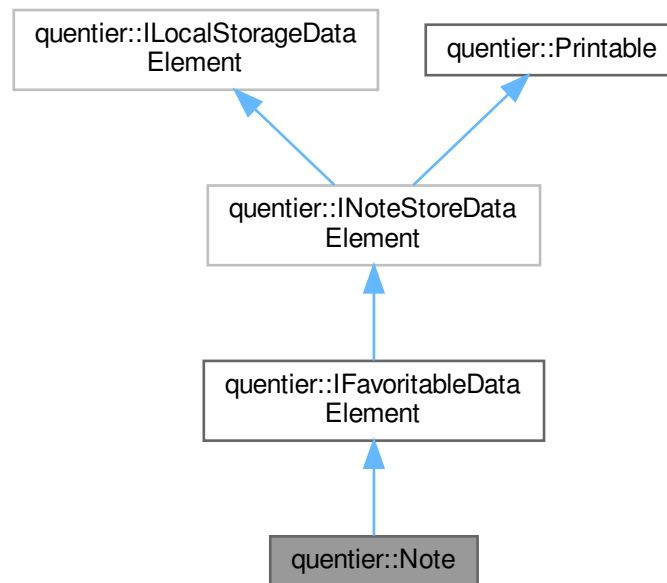 quentier::ILocalStorageData
Element
quentier::Printable
quentier::INoteStoreData
Element
quentier::IFavoritableData
Element
quentier::Note